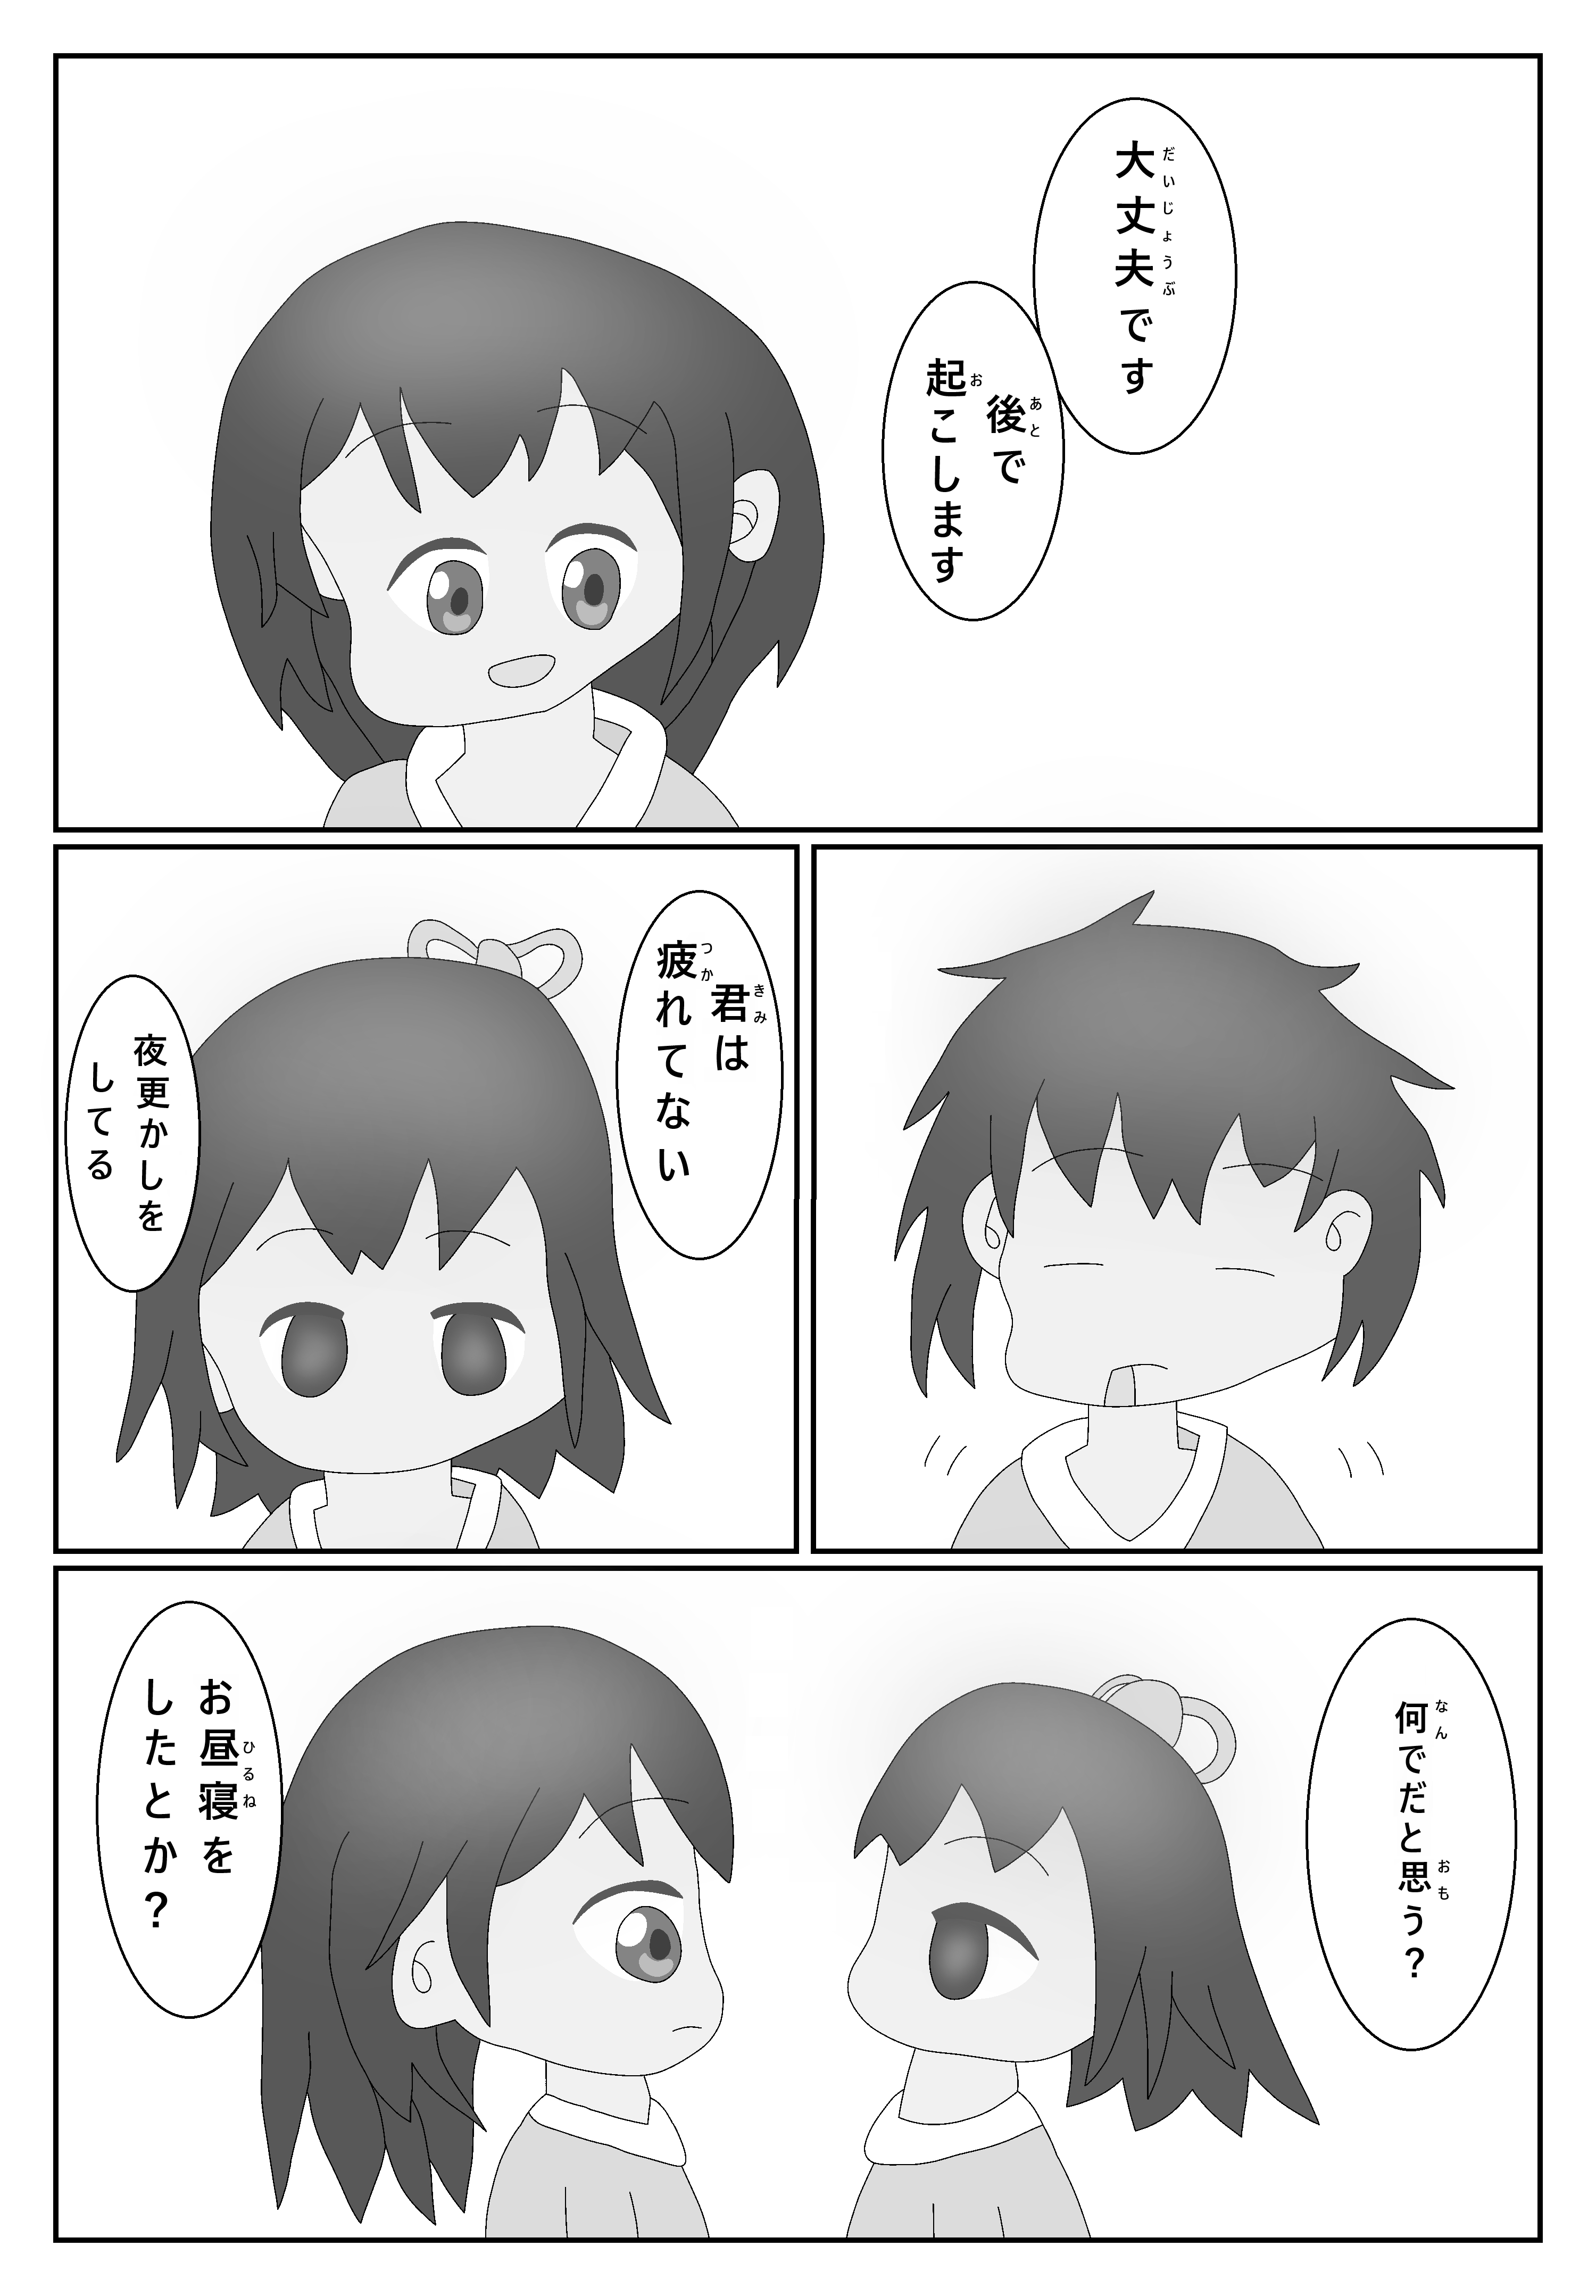 大丈夫です
後で
起こします
君は
疲れてない
夜更かしを
してる
何でだと思う？
お昼寝を
したとか？